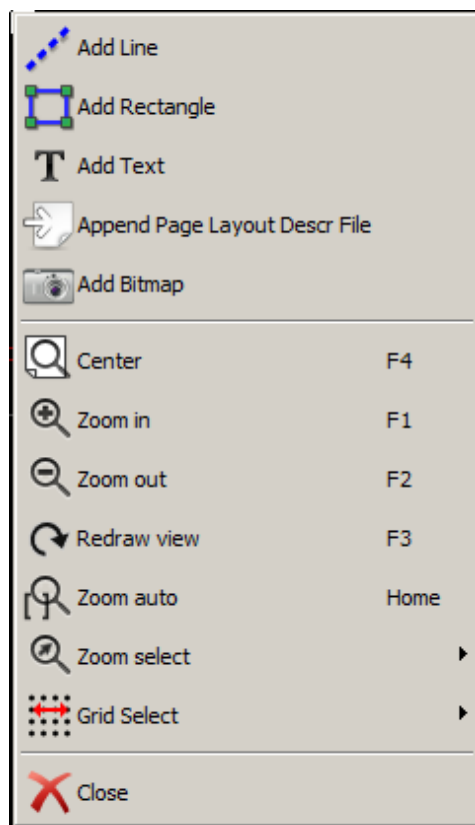 Add Line
Add Rectangle
Add Text
Append Page Layout Descr File
Add Bitmap
Center F4
Zoom in F1
Zoom out F2
Redraw view F3
Zoom auto Home
Zoom select
Grid Select
Close